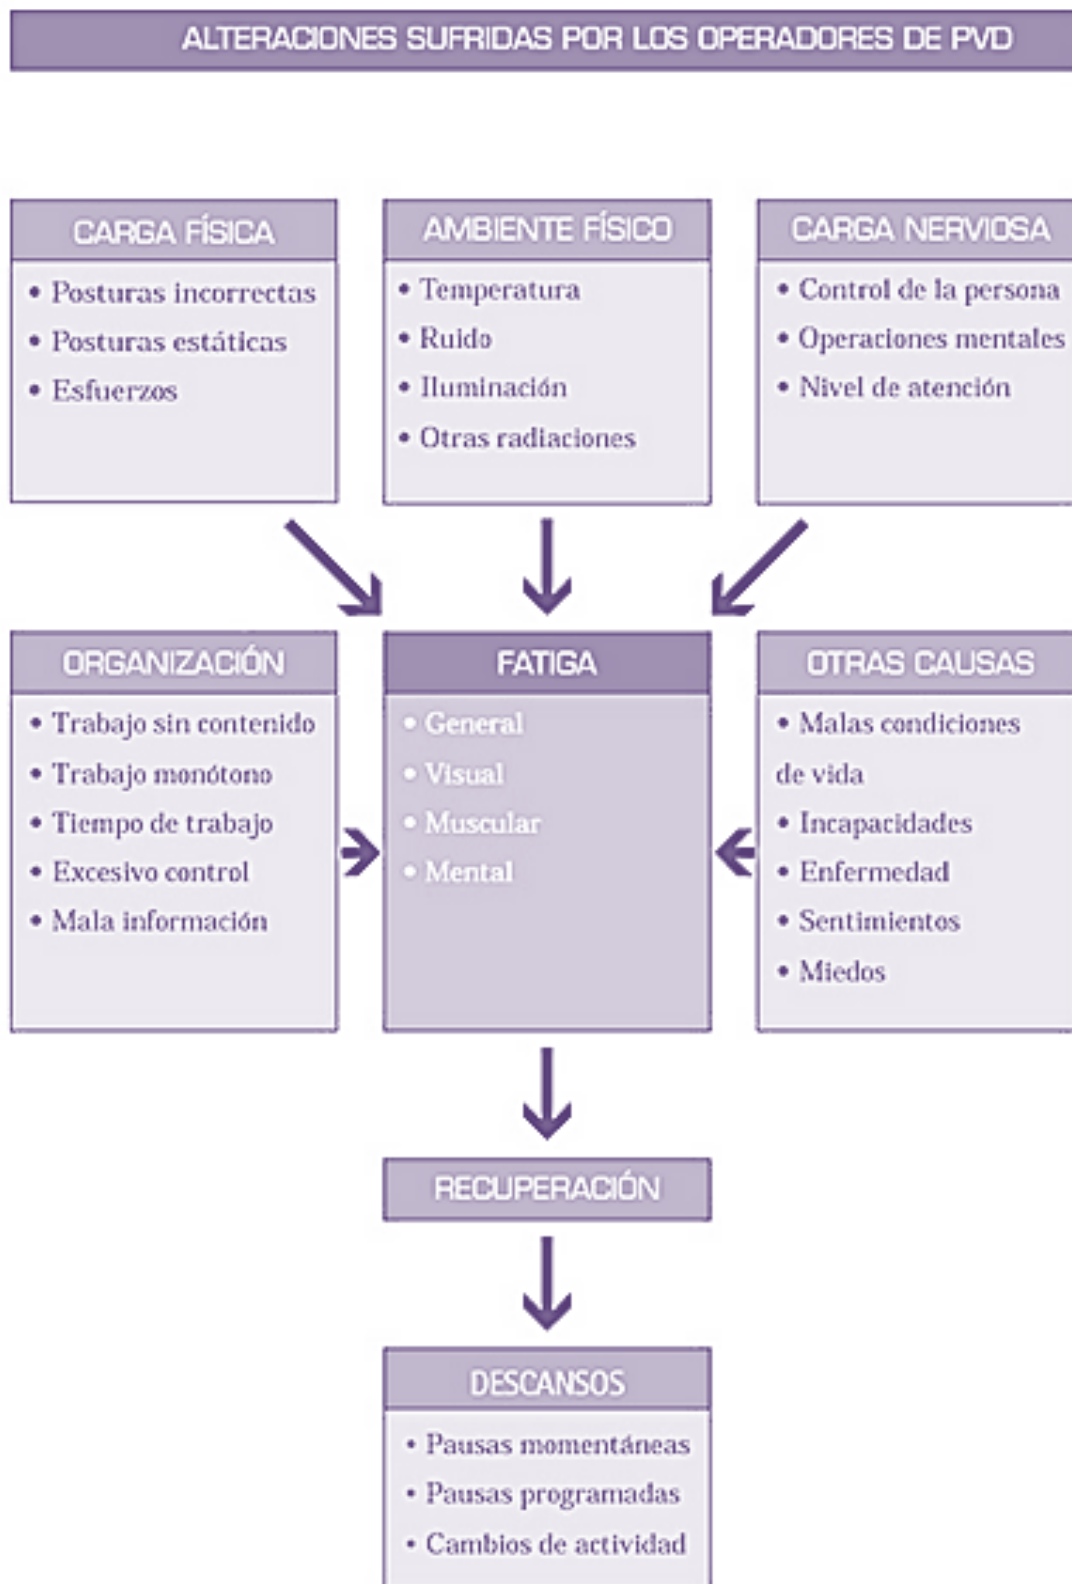 ALTERACIONES SUFRIDAS POR LOS OPERADORES DE PVD
CARGA FÍSICA
• Posturas incorrectas
• Posturas estáticas
• Esfuerzos
AMBIENTE FÍSICO
• Temperatura
• Ruido
• Iluminación
• Otras radiaciones
CARGA NERVIOSA
• Control de la persona
• Operaciones mentales
• Nivel de atención
ORGANIZACIÓN
• Trabajo sin contenido
• Trabajo monótono
• Tiempo de trabajo
• Excesivo control
• Mala información
FATIGA
• General
• Visual
• Muscular
• Mental
OTRAS CAUSAS
• Malas condiciones
de vida
• Incapacidades
• Enfermedad
• Sentimientos
• Miedos
RECUPERACIÓN
DESCANSOS
• Pausas momentáneas
• Pausas programadas
• Cambios de actividad